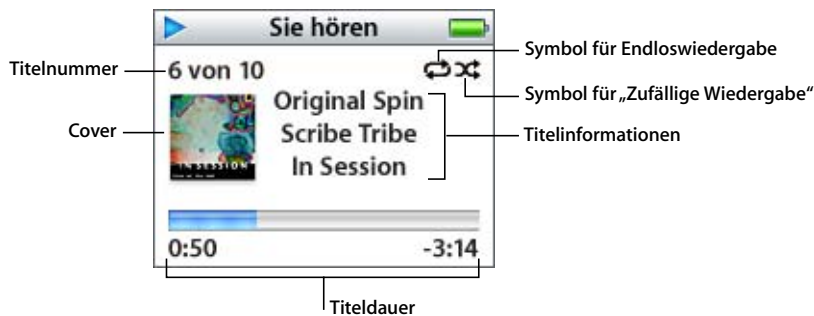 Sie hören
Titelnummer
6 von 10
Symbol für Endloswiedergabe
Symbol für „Zufällige Wiedergabe“
Cover
IN SESSION
Original Spin
Scribe Tribe
In Session
Titelinformationen
0:50
-3:14
Titeldauer